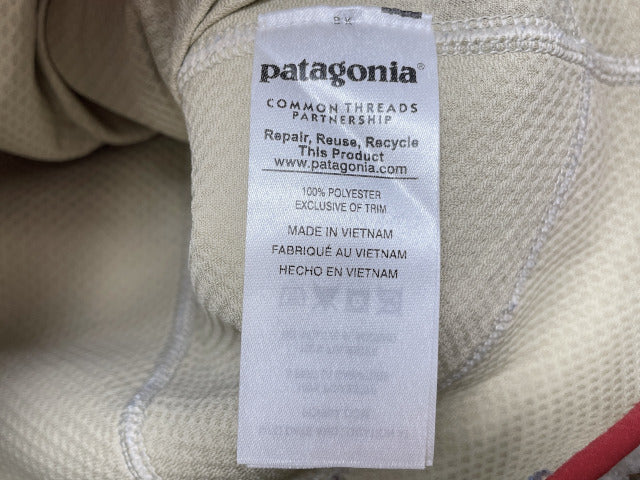 patagonia®
COMMON THREADS
PARTNERSHIP
Repair, Reuse, Recycle
This Product
www.patagonia.com
100% POLYESTER
EXCLUSIVE OF TRIM
MADE IN VIETNAM
FABRIQUÉ AU VIETNAM
HECHO EN VIETNAM